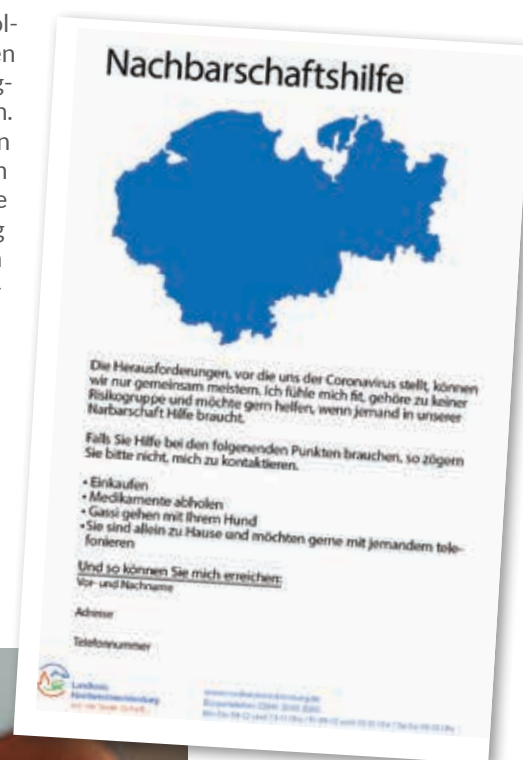 ol-
en
g-
n.
n
n
e
g
Nachbarschaftshilfe
Die Herausforderungen, vor die uns der Coronavirus stellt, können
wir nur gemeinsam meistern. Ich fühle mich fit, gehöre zu keiner
Risikogruppe und möchte gern helfen, wenn jemand in unserer
Narbarschaft Hilfe braucht.
Falls Sie Hilfe bei den folgenenden Punkten brauchen, so zögern
Sie bitte nicht, mich zu kontaktieren.
• Einkaufen
• Medikamente abholen
• Gassi gehen mit Ihrem Hund
• Sie sind allein zu Hause und möchten gerne mit jemandem tele-
fonieren
Und so können Sie mich erreichen:
Vor- und Nachname
Adresse
Telefonnummer
Landkreis